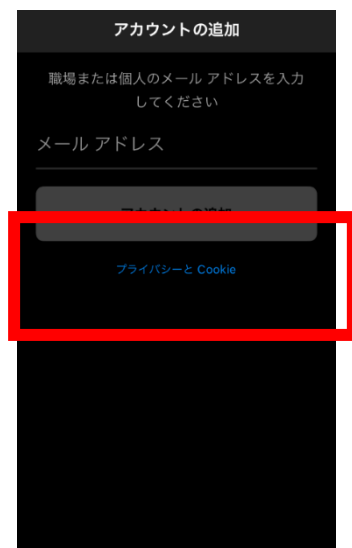 アカウントの追加
職場または個人のメール アドレスを入力
してください
メール アドレス
プライバシーと Cookie